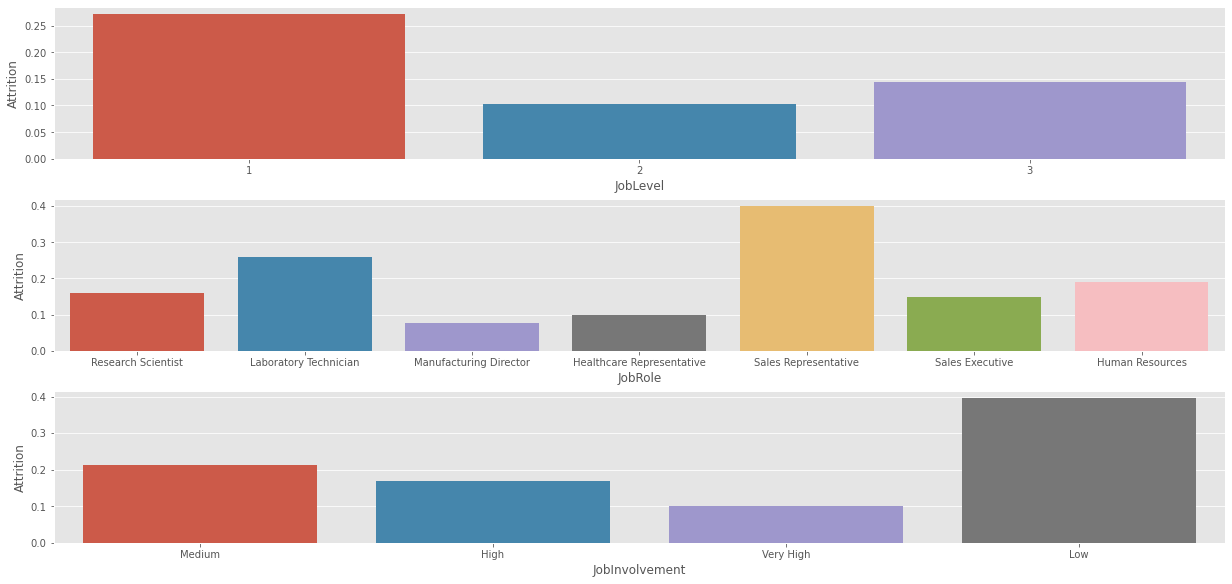 Attrition
0.25
0.20
0.15
0.10
0.05
0.00
1 2 3
JobLevel
Attrition
0.4
0.3
0.2
0.1
0.0
Research Scientist Laboratory Technician Manufacturing Director Healthcare Representative Sales Representative Sales Executive Human Resources
JobRole
Attrition
0.4
0.3
0.2
0.1
0.0
Medium High Very High Low
JobInvolvement